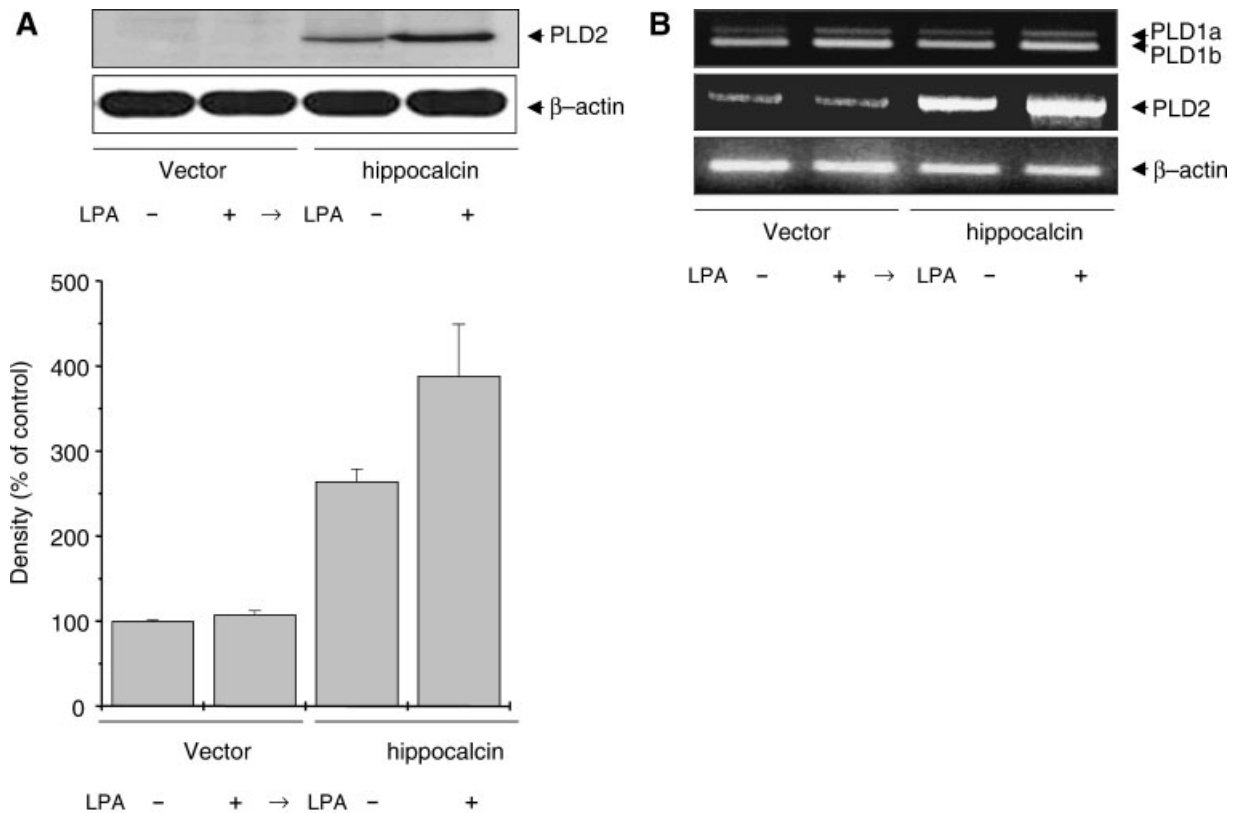 A
PLD2
β–actin
Vector hippocalcin
LPA – + → LPA – +
500
400
300
200
100
0
Density (% of control)
Vector hippocalcin
LPA – + → LPA – +
B
PLD1a
PLD1b
PLD2
β–actin
Vector hippocalcin
LPA – + → LPA – +